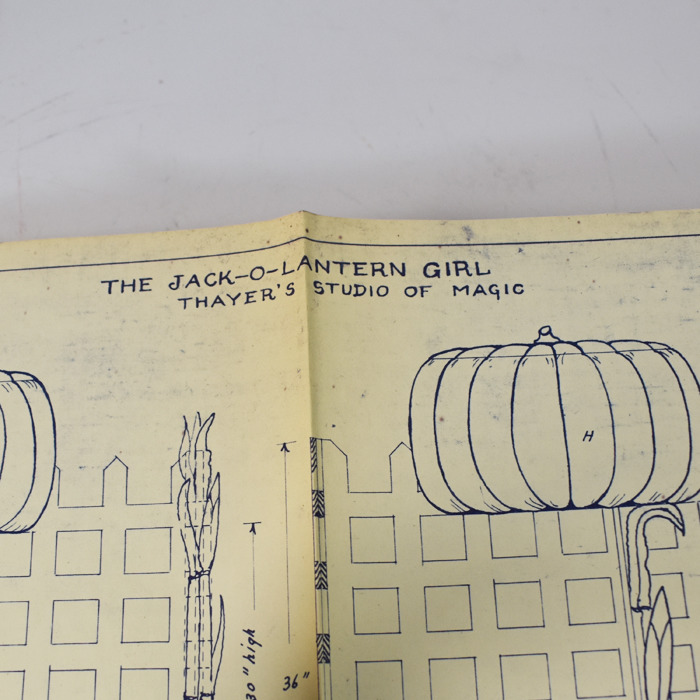 THE JACK-O-LANTERN GIRL
THAYER'S STUDIO OF MAGIC
H
30" high
36"